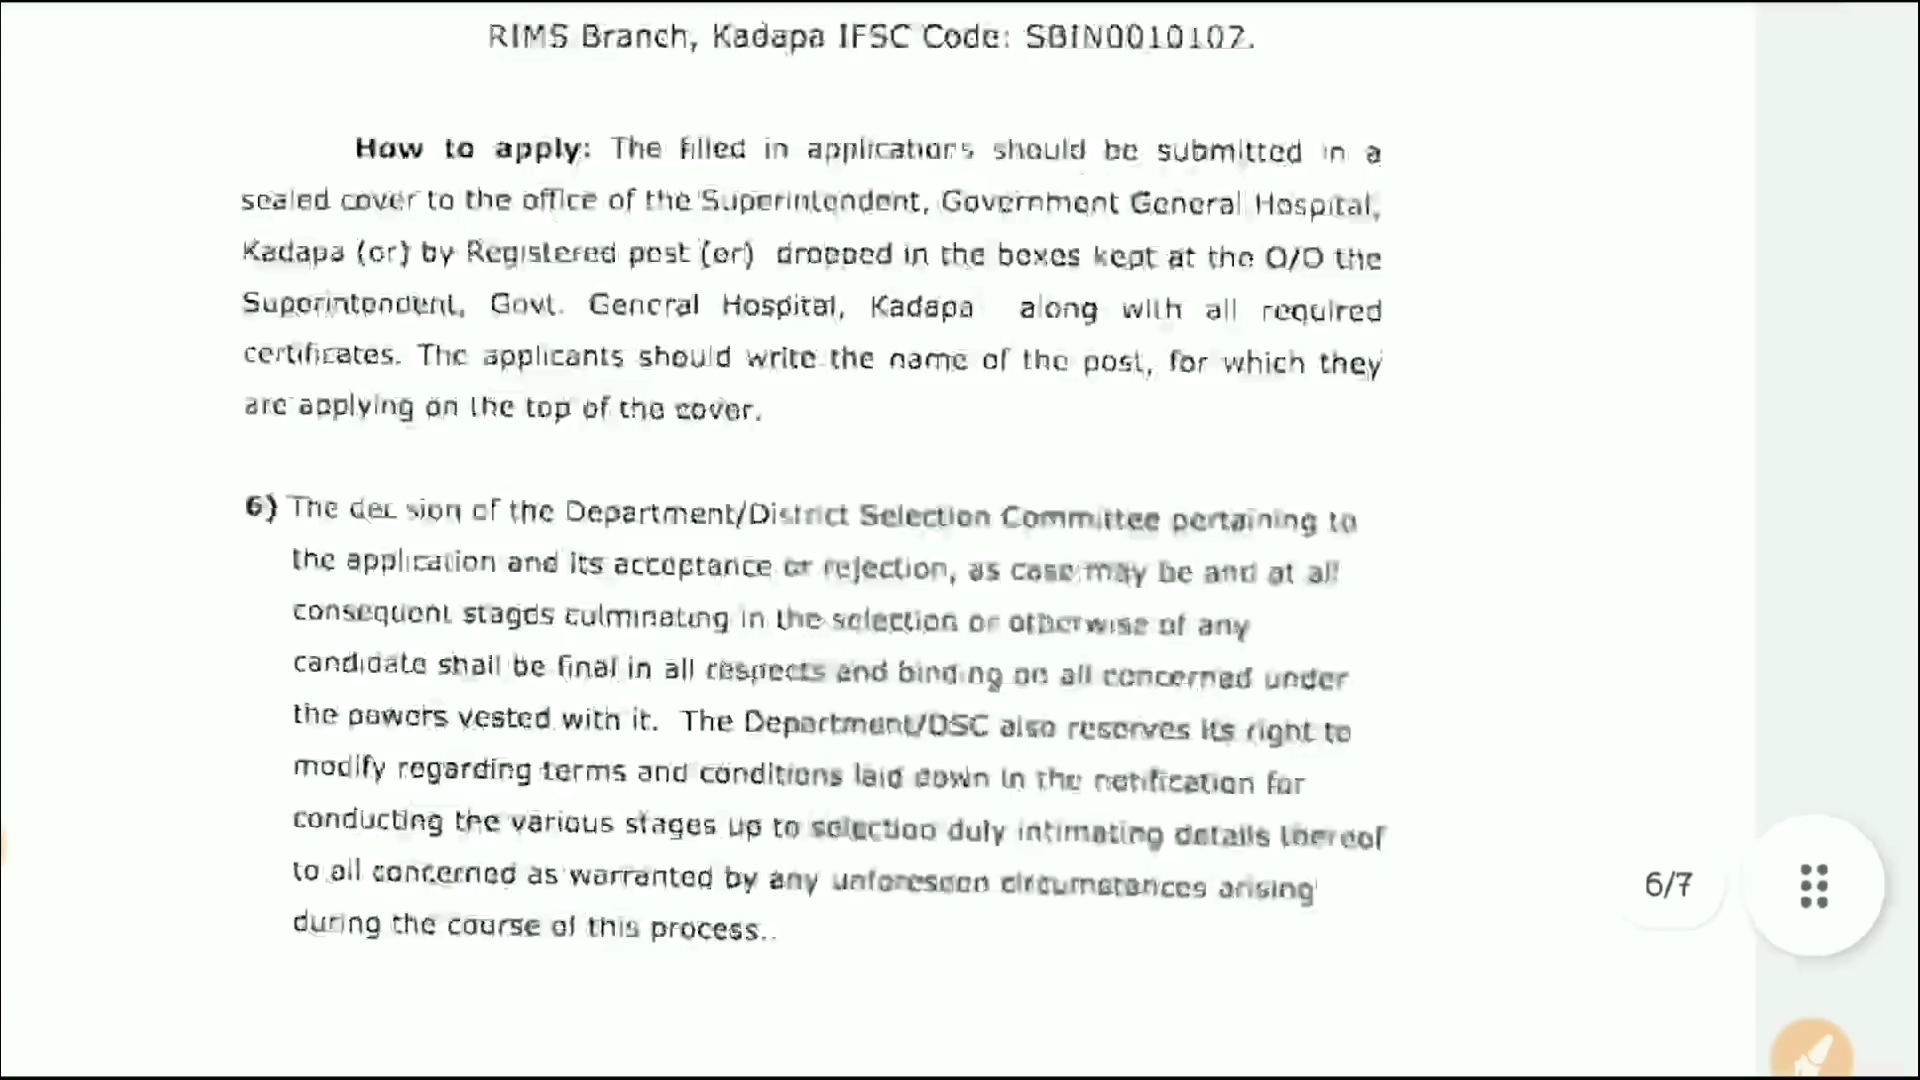 RIMS Branch, Kadapa IFSC Code: SBIN0010107.
How to apply: The filled in applications should be submitted in a
sealed cover to the office of the Superintendent, Government General Hospital,
Kadapa (or) by Registered post (or) dropped in the boxes kept at the O/O the
Superintendent, Govt. General Hospital, Kadapa along with all required
certificates. The applicants should write the name of the post, for which they
are applying on the top of the cover.
6) The decision of the Department/District Selection Committee pertaining to
the application and its acceptance or rejection, as case may be and at all
consequent stages culminating in the selection or otherwise of any
candidate shall be final in all respects and binding on all concerned under
the powers vested with it. The Department/DSC also reserves its right to
modify regarding terms and conditions laid down in the notification for
conducting the various stages up to selection duly intimating details thereof
to all concerned as warranted by any unforeseen circumstances arising
during the course of this process..
6/7